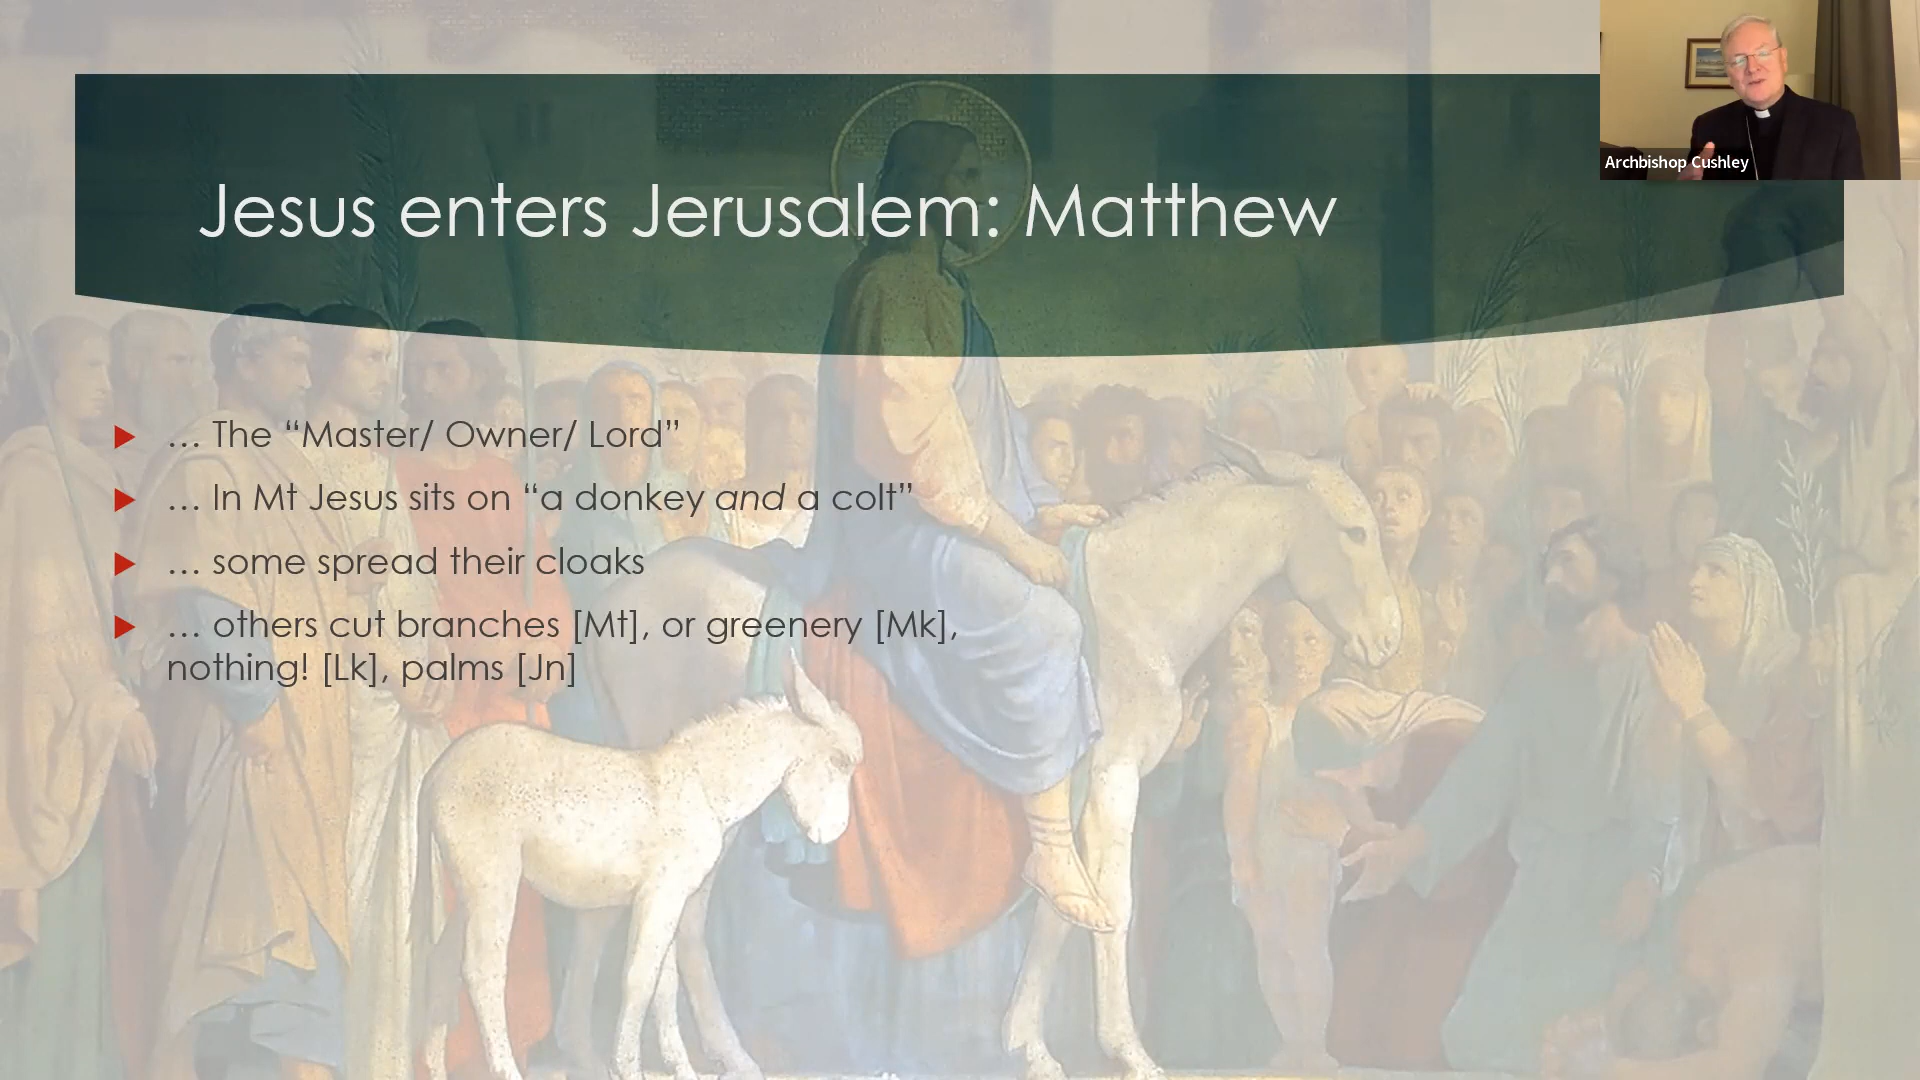 Archbishop Cushley
Jesus enters Jerusalem: Matthew
… The “Master/ Owner/ Lord”
… In Mt Jesus sits on “a donkey and a colt”
… some spread their cloaks
… others cut branches [Mt], or greenery [Mk],
nothing! [Lk], palms [Jn]